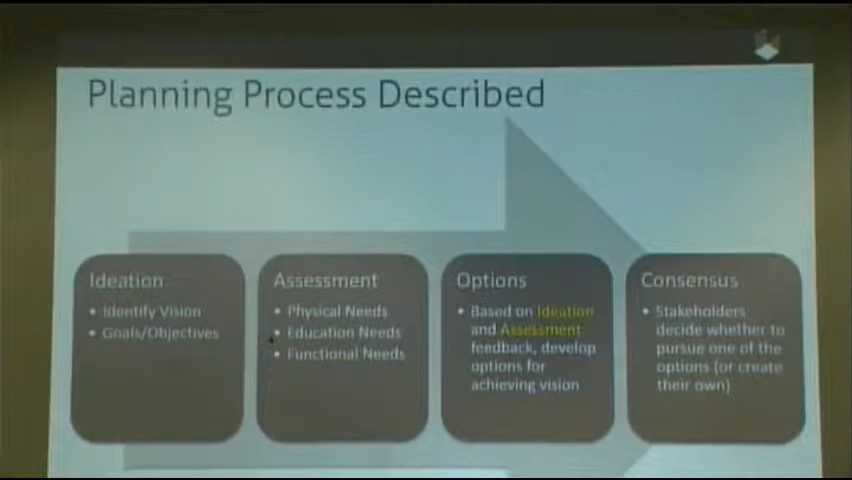 Planning Process Described
Ideation
• Identify Vision
• Goals/Objectives
Assessment
• Physical Needs
• Education Needs
• Functional Needs
Options
• Based on Ideation
and Assessment
feedback, develop
options for
achieving vision
Consensus
• Stakeholders
decide whether to
pursue one of the
options (or create
their own)